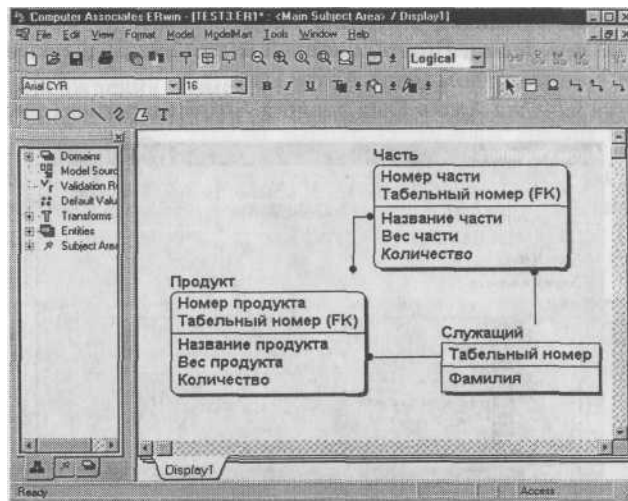 Computer Associates ERwin - [TEST3.ER1* : <Main Subject Area> / Display1]
File Edit View Format Model ModelMart Tools Window Help
Logical
Arial CYR 16 B I U
T
Domains
Model Sourc
Validation R
Default Valu
Transforms
Entities
Subject Area
Часть
Номер части
Табельный номер (FK)
Название части
Вес части
Количество
Продукт
Номер продукта
Табельный номер (FK)
Название продукта
Вес продукта
Количество
Служащий
Табельный номер
Фамилия
Display1
Ready
Access